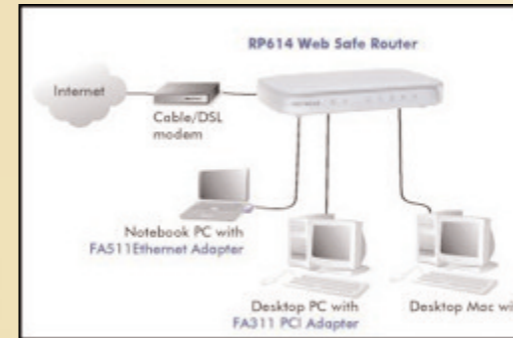 RP614 Web Safe Router
Internet
Cable/DSL
modem
Notebook PC with
FA511Ethernet Adapter
Desktop PC with
FA311 PCI Adapter
Desktop Mac wi